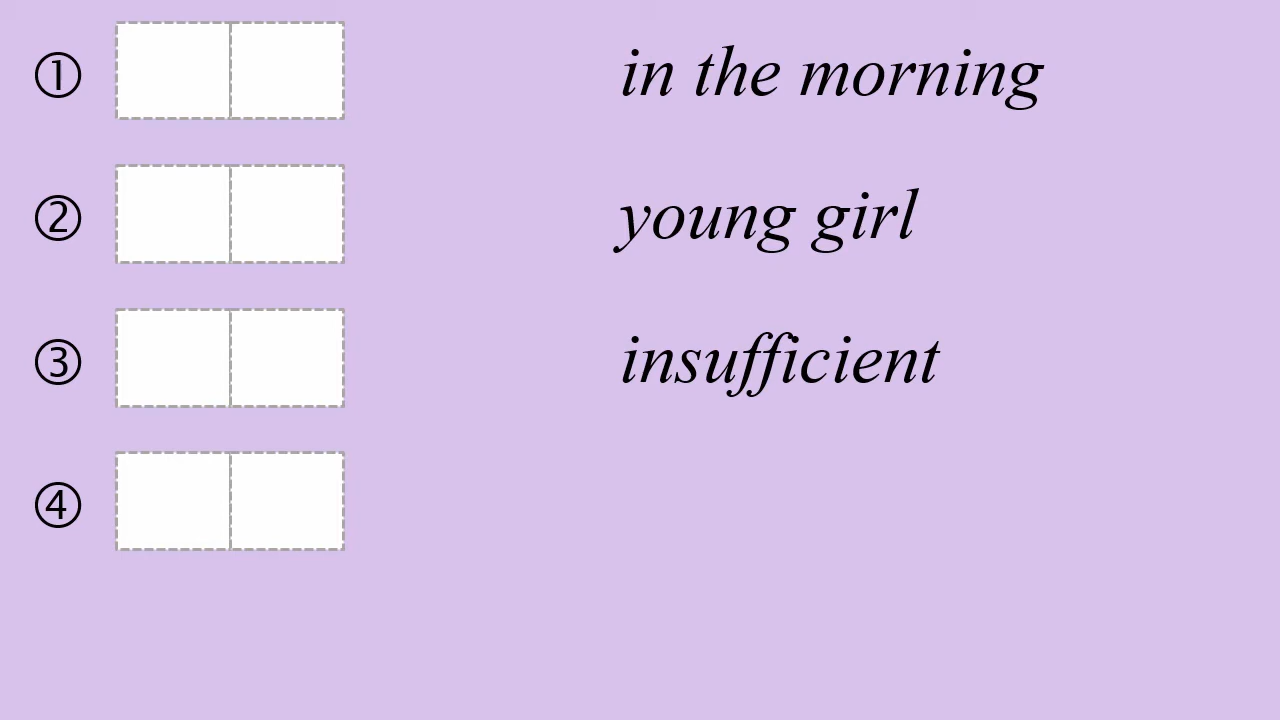 ① in the morning
② young girl
③ insufficient
④